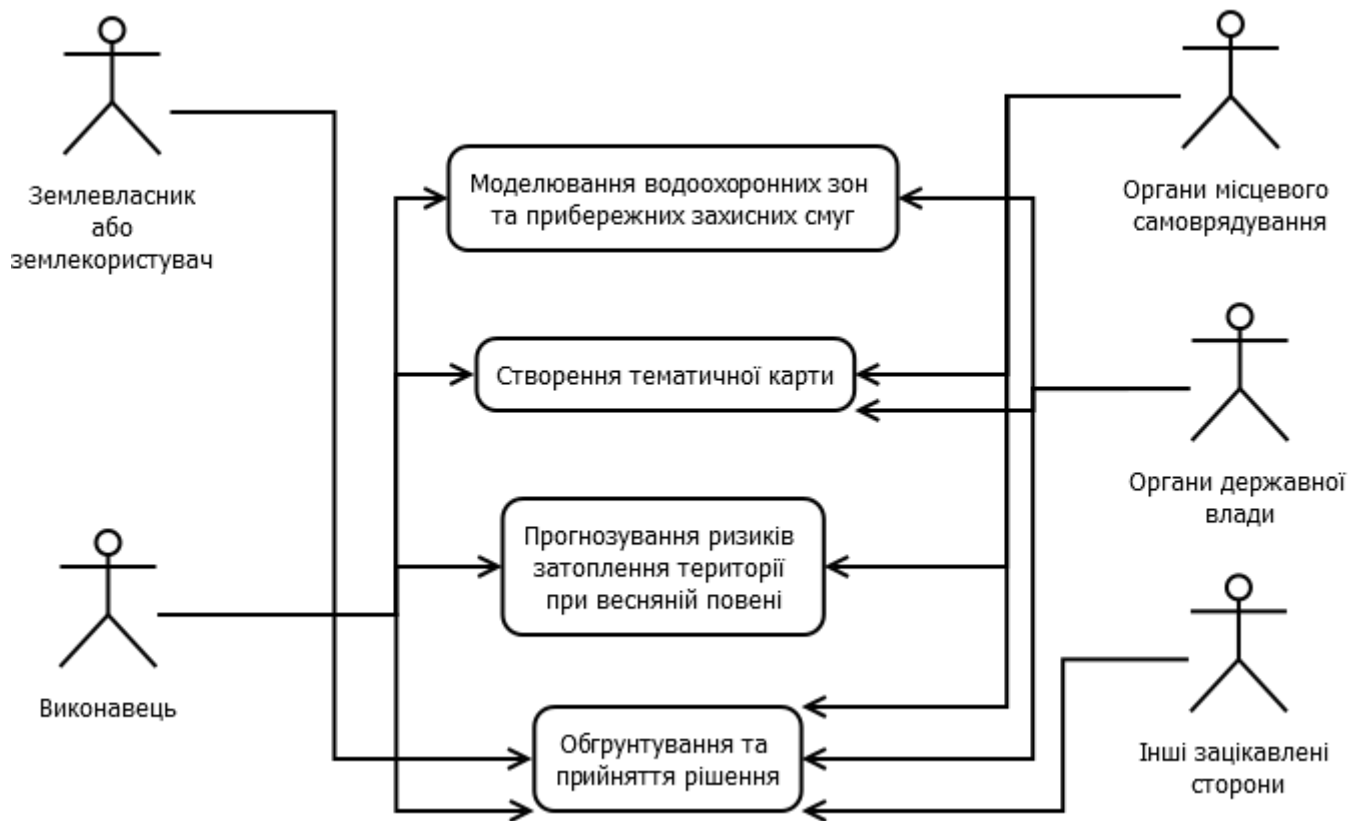 Землевласник
або
землекористувач
Виконавець
Моделювання водоохоронних зон
та прибережних захисних смуг
Створення тематичної карти
Прогнозування ризиків
затоплення території
при весняній повені
Обгрунтування та
прийняття рішення
Органи місцевого
самоврядування
Органи державної
влади
Інші зацікавлені
сторони